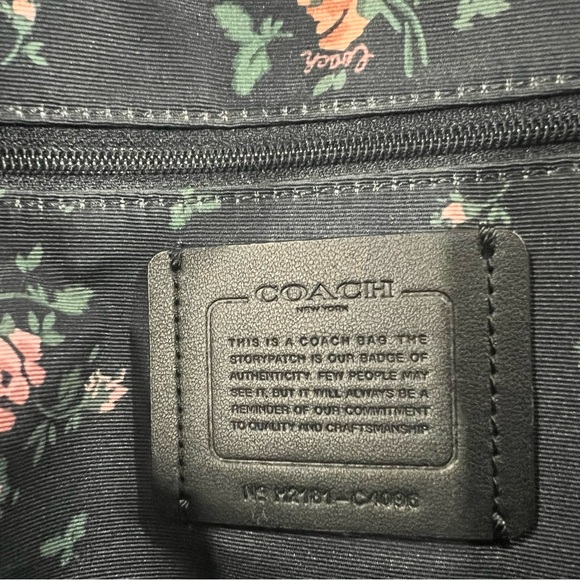 Coach
COACH
NEW YORK
THIS IS A COACH BAG. THE
STORYPATCH IS OUR BADGE OF
AUTHENTICITY. FEW PEOPLE MAY
SEE IT, BUT IT WILL ALWAYS BE A
REMINDER OF OUR COMMITMENT
TO QUALITY AND CRAFTSMANSHIP
M2181-C4096